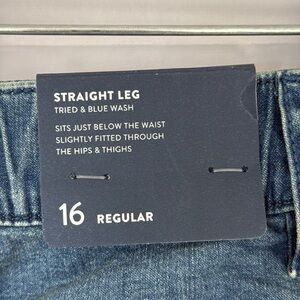 STRAIGHT LEG
TRIED & BLUE WASH
SITS JUST BELOW THE WAIST
SLIGHTLY FITTED THROUGH
THE HIPS & THIGHS
16 REGULAR